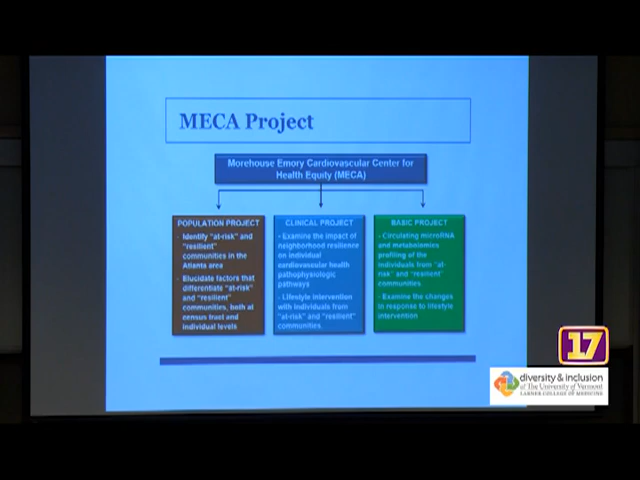 MECA Project
Morehouse Emory Cardiovascular Center for
Health Equity (MECA)
POPULATION PROJECT
- Identify "at-risk" and
"resilient"
communities in the
Atlanta area
- Elucidate factors that
differentiate "at-risk"
and "resilient"
communities, both at
census tract and
individual levels
CLINICAL PROJECT
- Examine the impact of
neighborhood resilience
on individual
cardiovascular health
pathophysiologic
pathways
- Lifestyle intervention
with individuals from
"at-risk" and "resilient"
communities
BASIC PROJECT
- Circulating microRNA
and metabolomics
profiling of the
individuals from "at-
risk" and "resilient"
communities
- Examine the changes
in response to lifestyle
intervention
17
diversity & inclusion
at The University of Vermont
LARNER COLLEGE OF MEDICINE